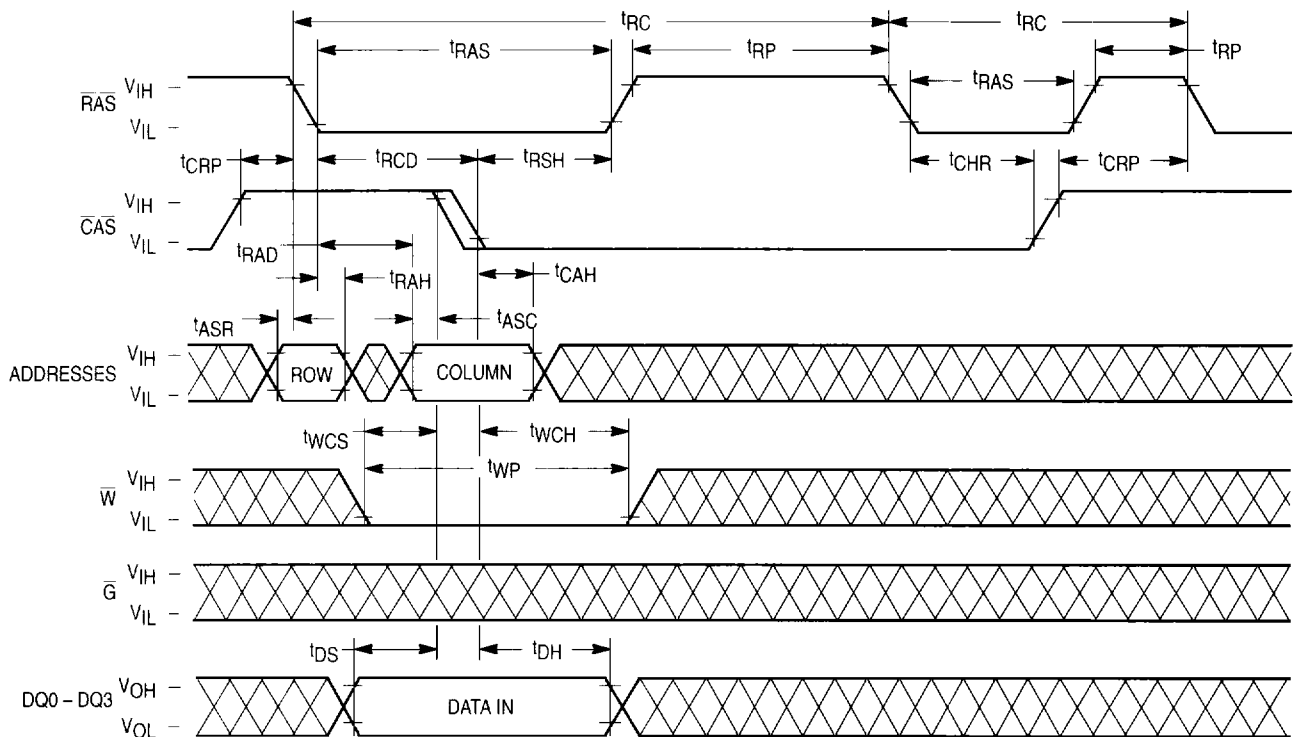 tRC tRC
tRAS tRP tRAS tRP
RAS VIH
VIL
tCRP tRCD tRSH tCHR tCRP
CAS VIH
VIL
tRAD tRAH tCAH
tASR tASC
ADDRESSES VIH
VIL
ROW COLUMN
tWCS tWCH
tWP
W VIH
VIL
G VIH
VIL
tDS tDH
DQ0 – DQ3 VOH
VOL
DATA IN